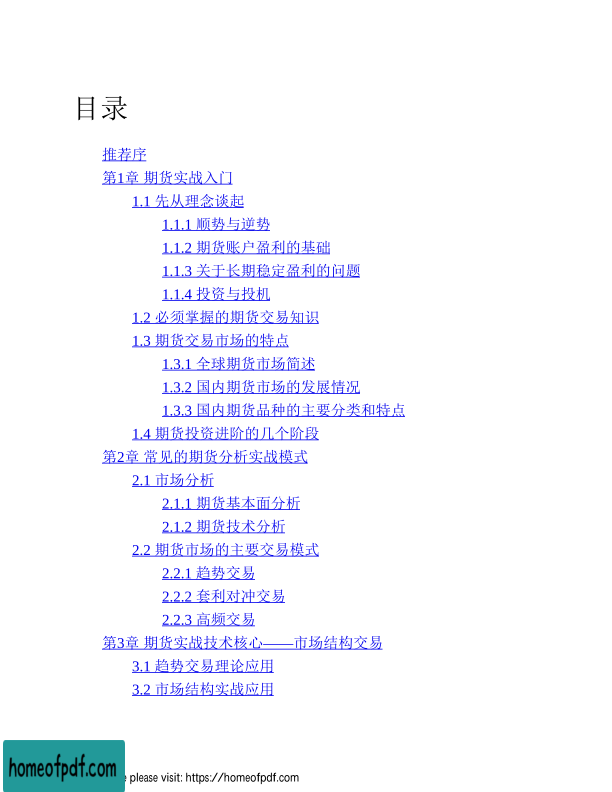 目录
推荐序
第1章 期货实战入门
1.1 先从理念谈起
1.1.1 顺势与逆势
1.1.2 期货账户盈利的基础
1.1.3 关于长期稳定盈利的问题
1.1.4 投资与投机
1.2 必须掌握的期货交易知识
1.3 期货交易市场的特点
1.3.1 全球期货市场简述
1.3.2 国内期货市场的发展情况
1.3.3 国内期货品种的主要分类和特点
1.4 期货投资进阶的几个阶段
第2章 常见的期货分析实战模式
2.1 市场分析
2.1.1 期货基本面分析
2.1.2 期货技术分析
2.2 期货市场的主要交易模式
2.2.1 趋势交易
2.2.2 套利对冲交易
2.2.3 高频交易
第3章 期货实战技术核心——市场结构交易
3.1 趋势交易理论应用
3.2 市场结构实战应用
homeofpdf.com
please visit: https://homeofpdf.com